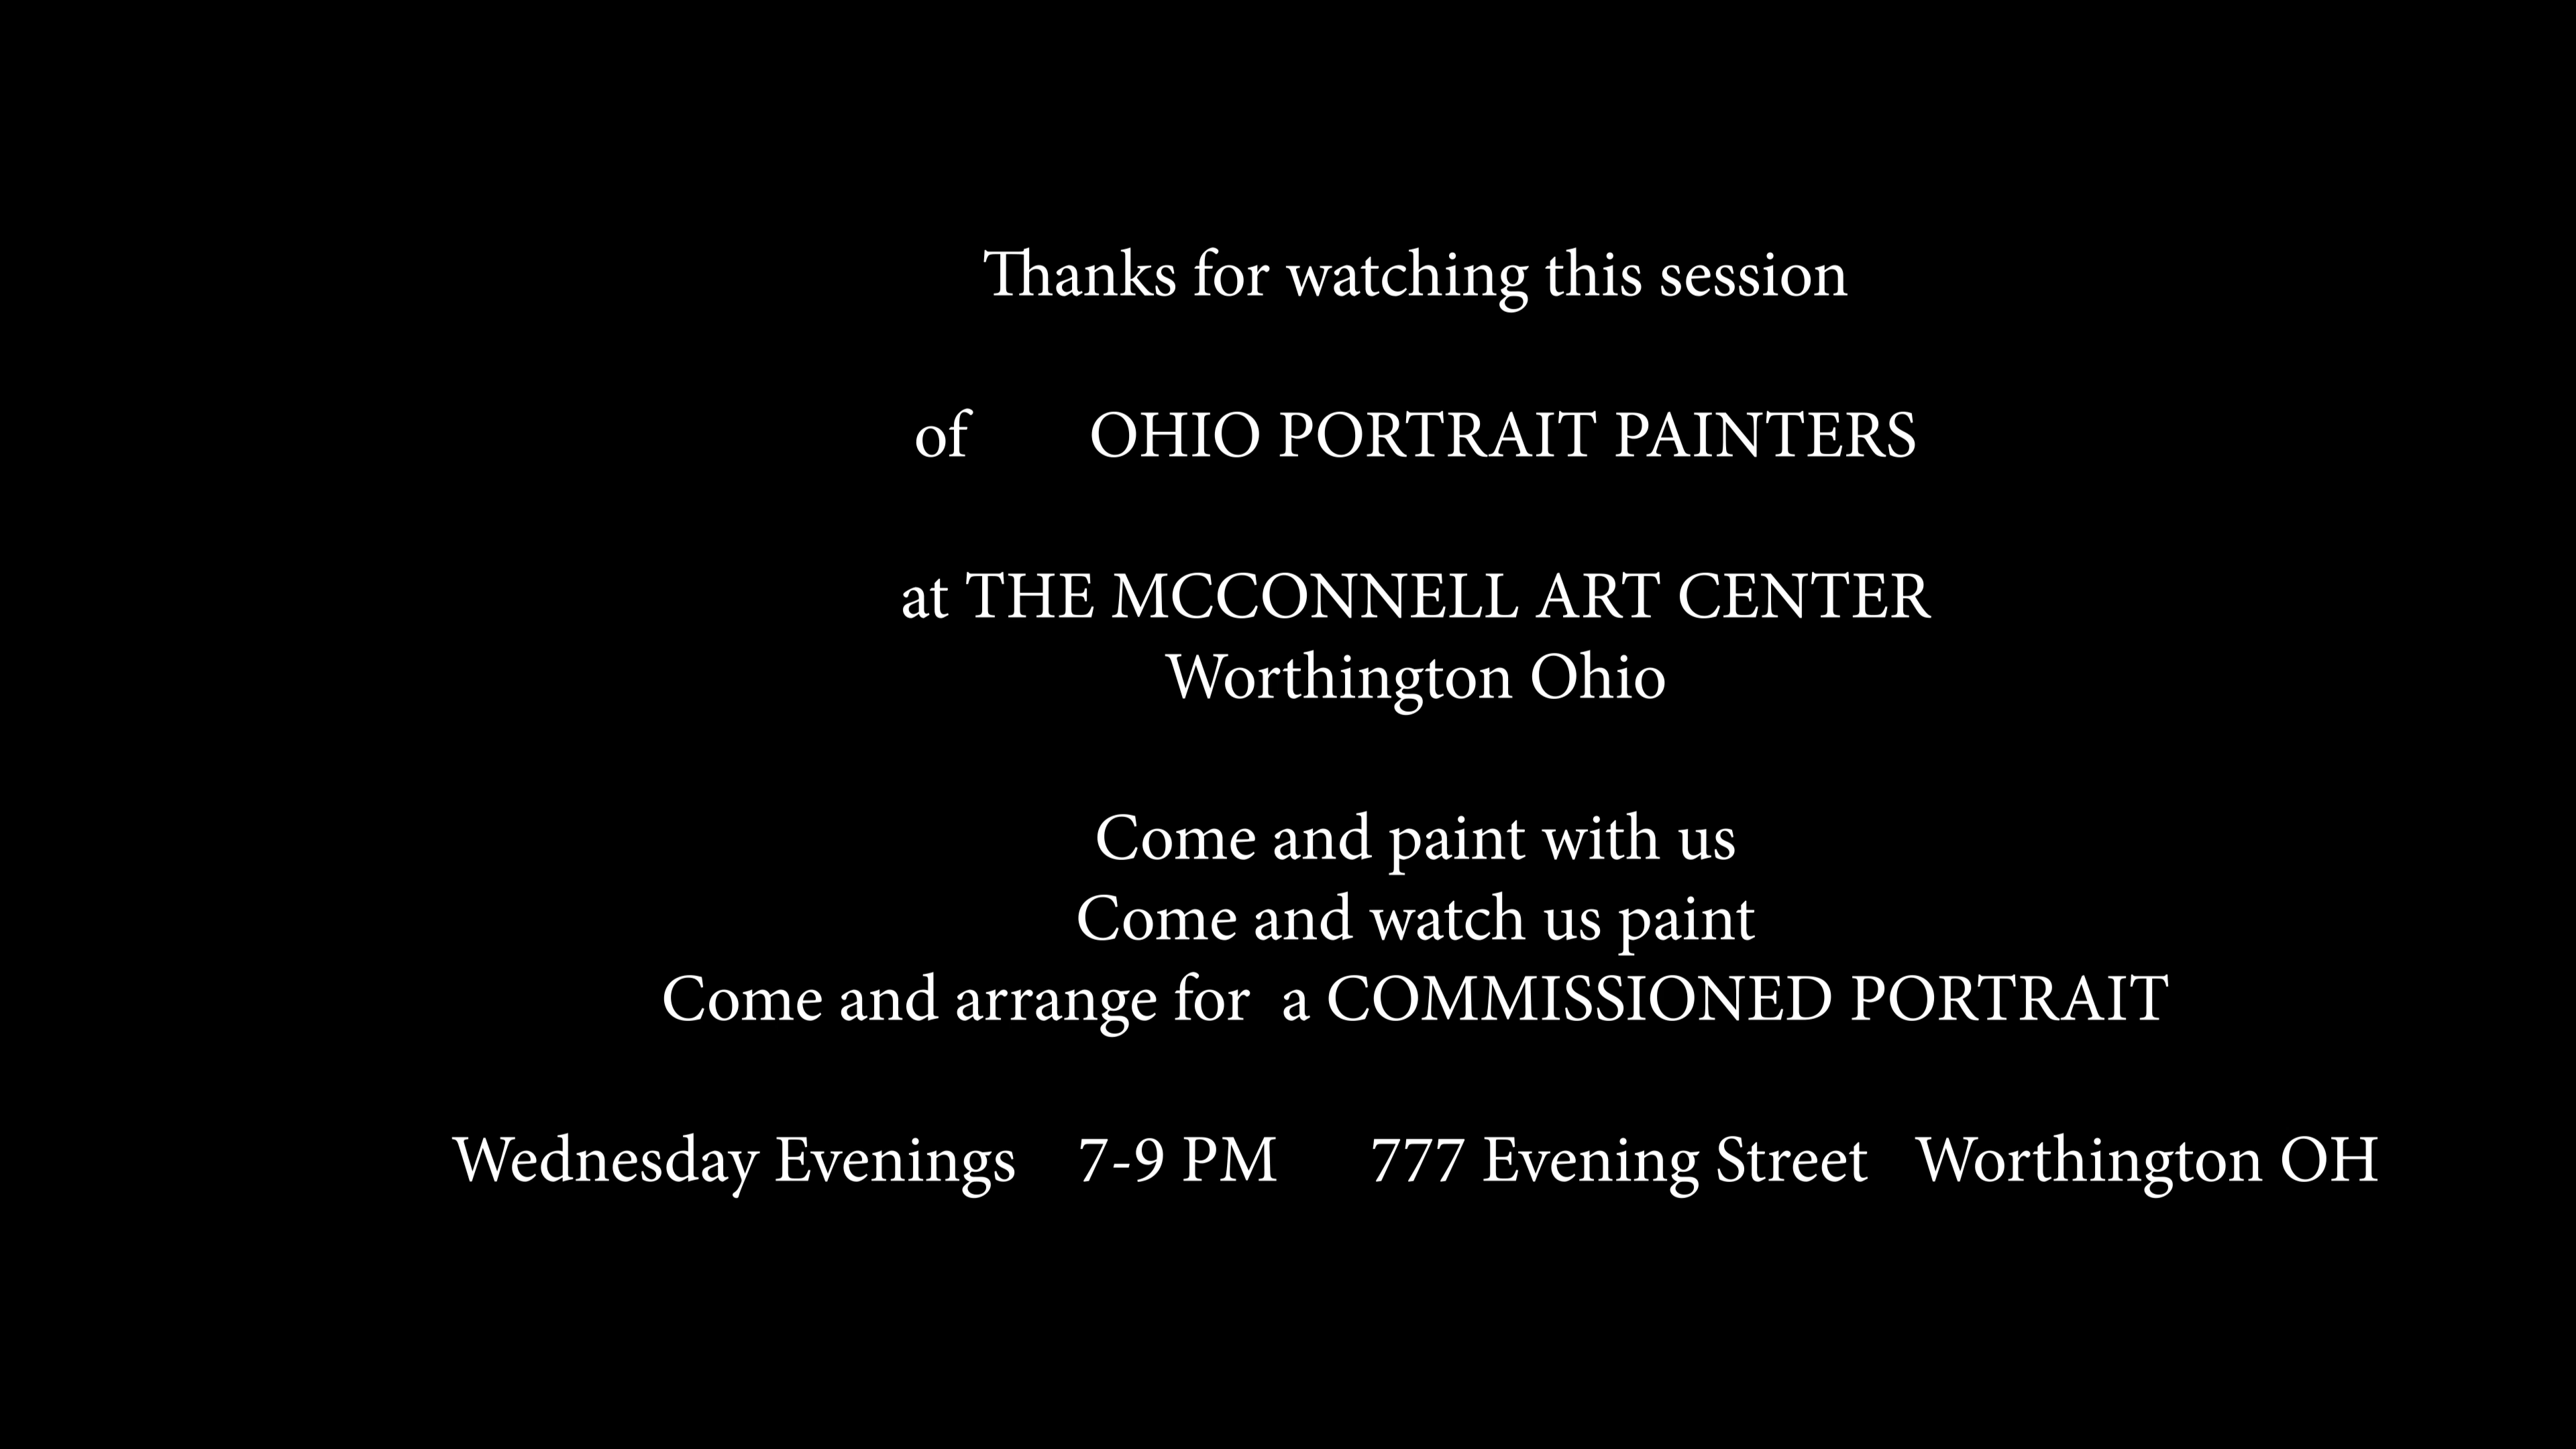 Thanks for watching this session
of OHIO PORTRAIT PAINTERS
at THE MCCONNELL ART CENTER
Worthington Ohio
Come and paint with us
Come and watch us paint
Come and arrange for a COMMISSIONED PORTRAIT
Wednesday Evenings 7-9 PM 777 Evening Street Worthington OH